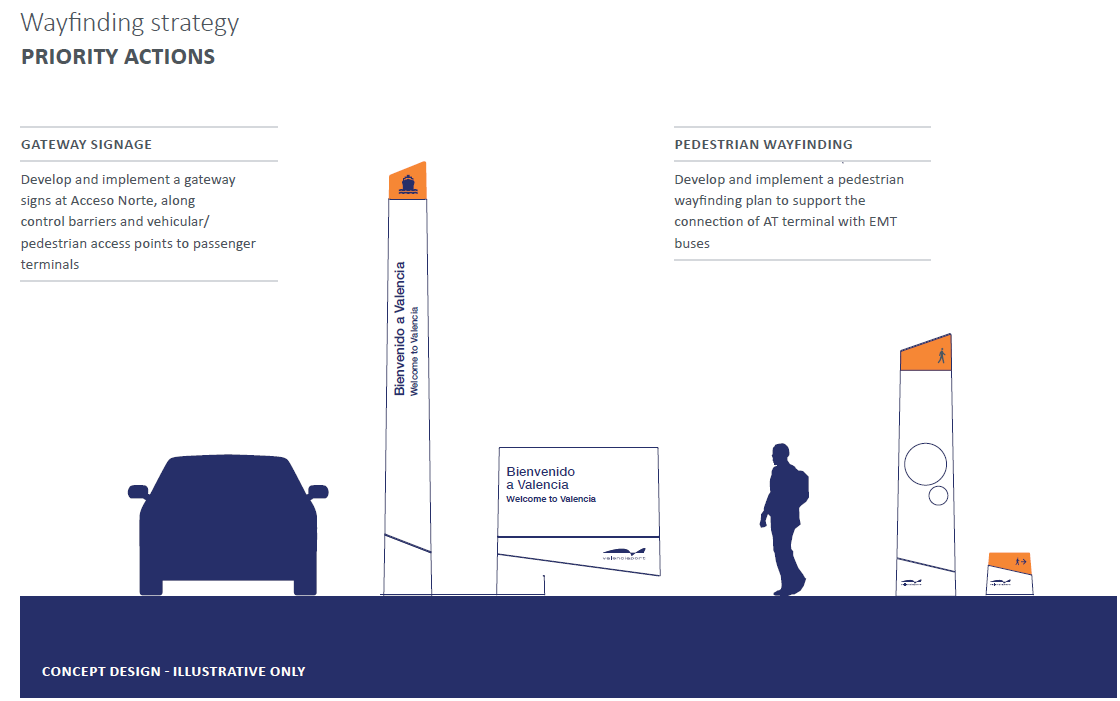 Wayfinding strategy
PRIORITY ACTIONS
GATEWAY SIGNAGE
Develop and implement a gateway
signs at Acceso Norte, along
control barriers and vehicular/
pedestrian access points to passenger
terminals
PEDESTRIAN WAYFINDING
Develop and implement a pedestrian
wayfinding plan to support the
connection of AT terminal with EMT
buses
Bienvenido a Valencia
Welcome to Valencia
Bienvenido
a Valencia
Welcome to Valencia
valenciaport
CONCEPT DESIGN - ILLUSTRATIVE ONLY